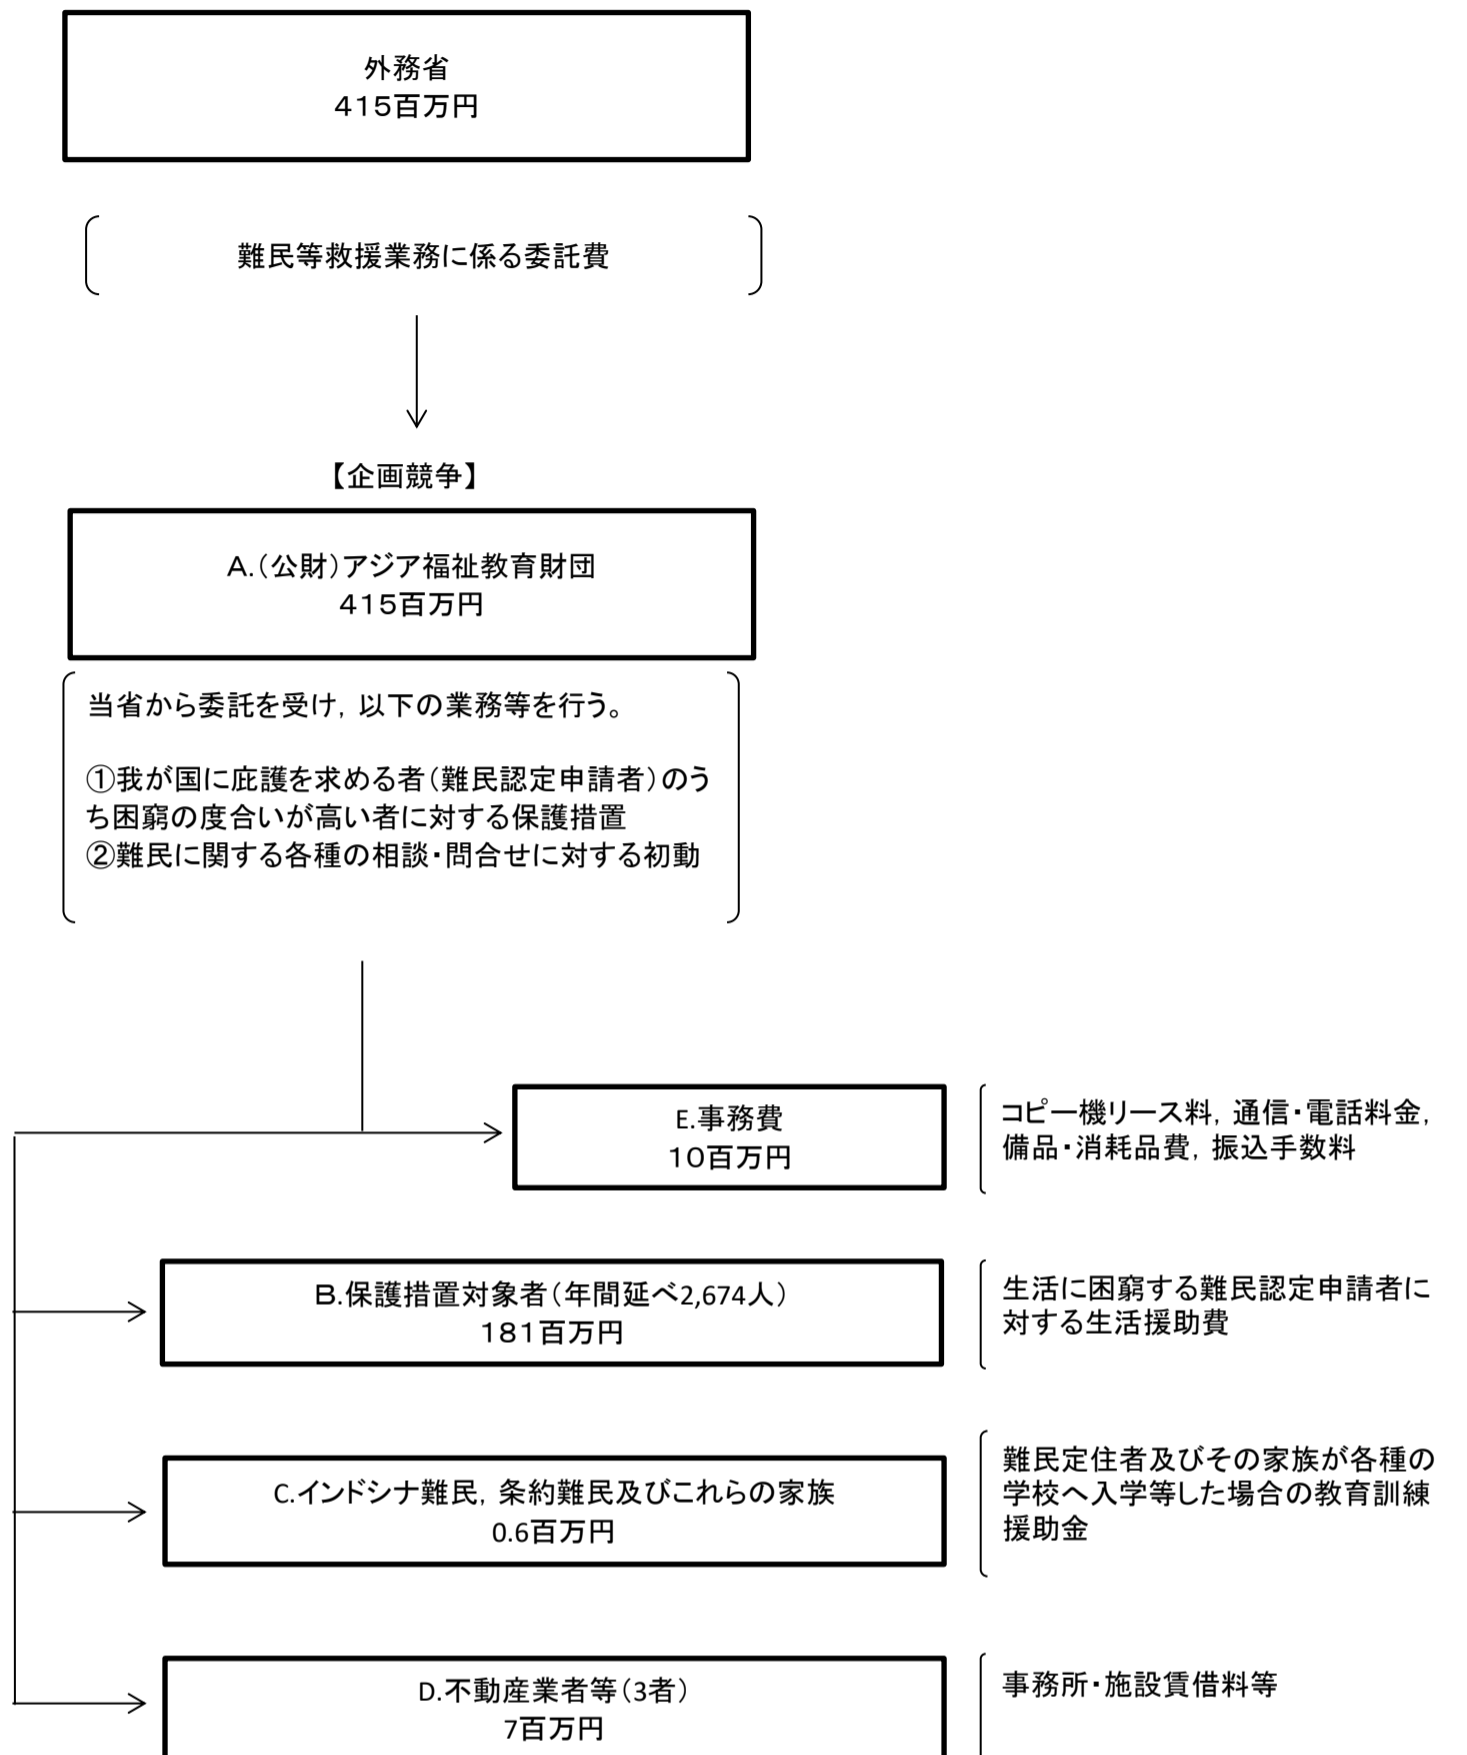 外務省
415百万円
難民等救援業務に係る委託費
【企画競争】
A.(公財)アジア福祉教育財団
415百万円
当省から委託を受け，以下の業務等を行う。
①我が国に庇護を求める者（難民認定申請者）のう
ち困窮の度合いが高い者に対する保護措置
②難民に関する各種の相談・問合せに対する初動
E.事務費
10百万円
コピー機リース料，通信・電話料金，
備品・消耗品費，振込手数料
B.保護措置対象者（年間延べ2,674人）
181百万円
生活に困窮する難民認定申請者に
対する生活援助費
C.インドシナ難民，条約難民及びこれらの家族
0.6百万円
難民定住者及びその家族が各種の
学校へ入学等した場合の教育訓練
援助金
D.不動産業者等（3者）
7百万円
事務所・施設賃借料等